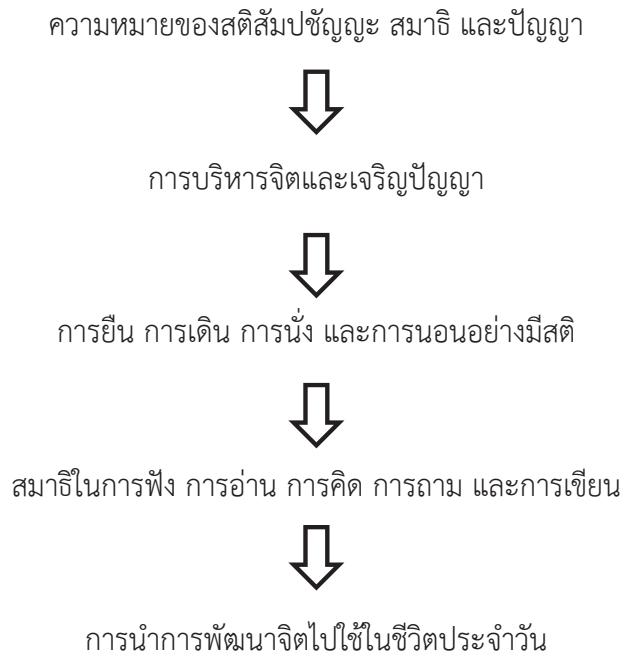 ความหมายของสติสัมปชัญญะ สมาธิ และปัญญา
การบริหารจิตและเจริญปัญญา
การยืน การเดิน การนั่ง และการนอนอย่างมีสติ
สมาธิในการฟัง การอ่าน การคิด การถาม และการเขียน
การนำการพัฒนาจิตไปใช้ในชีวิตประจำวัน